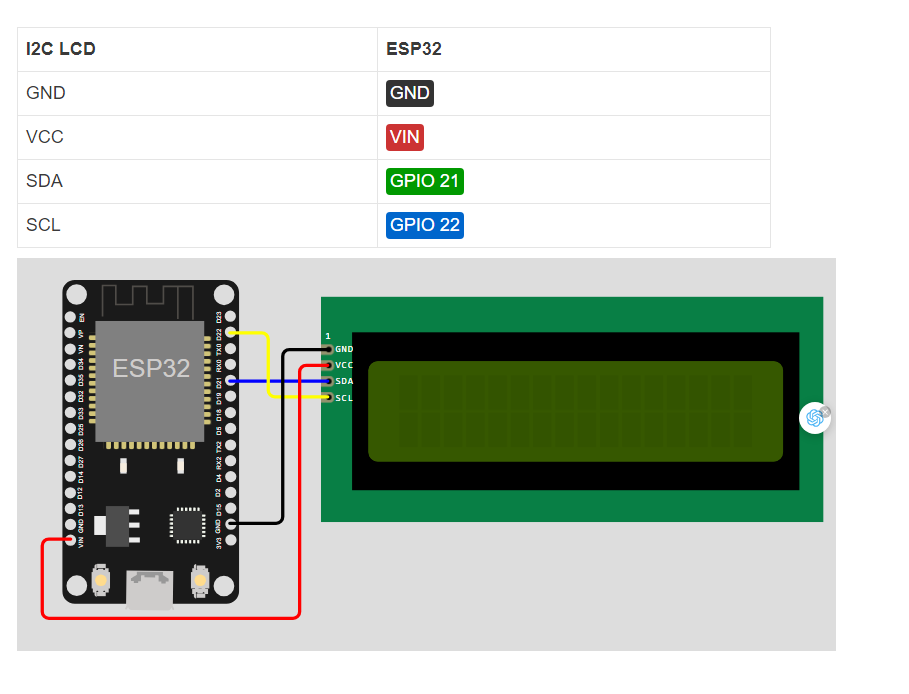 I2C LCD ESP32
GND GND
VCC VIN
SDA GPIO 21
SCL GPIO 22
ESP32
EN
VP
VN
D34
D35
D32
D33
D25
D26
D27
D14
D12
D13
GND
VIN
D23
D22
TX0
RX0
D21
D19
D18
D5
TX2
RX2
D4
D2
D15
GND
3V3
1
GND
VCC
SDA
SCL